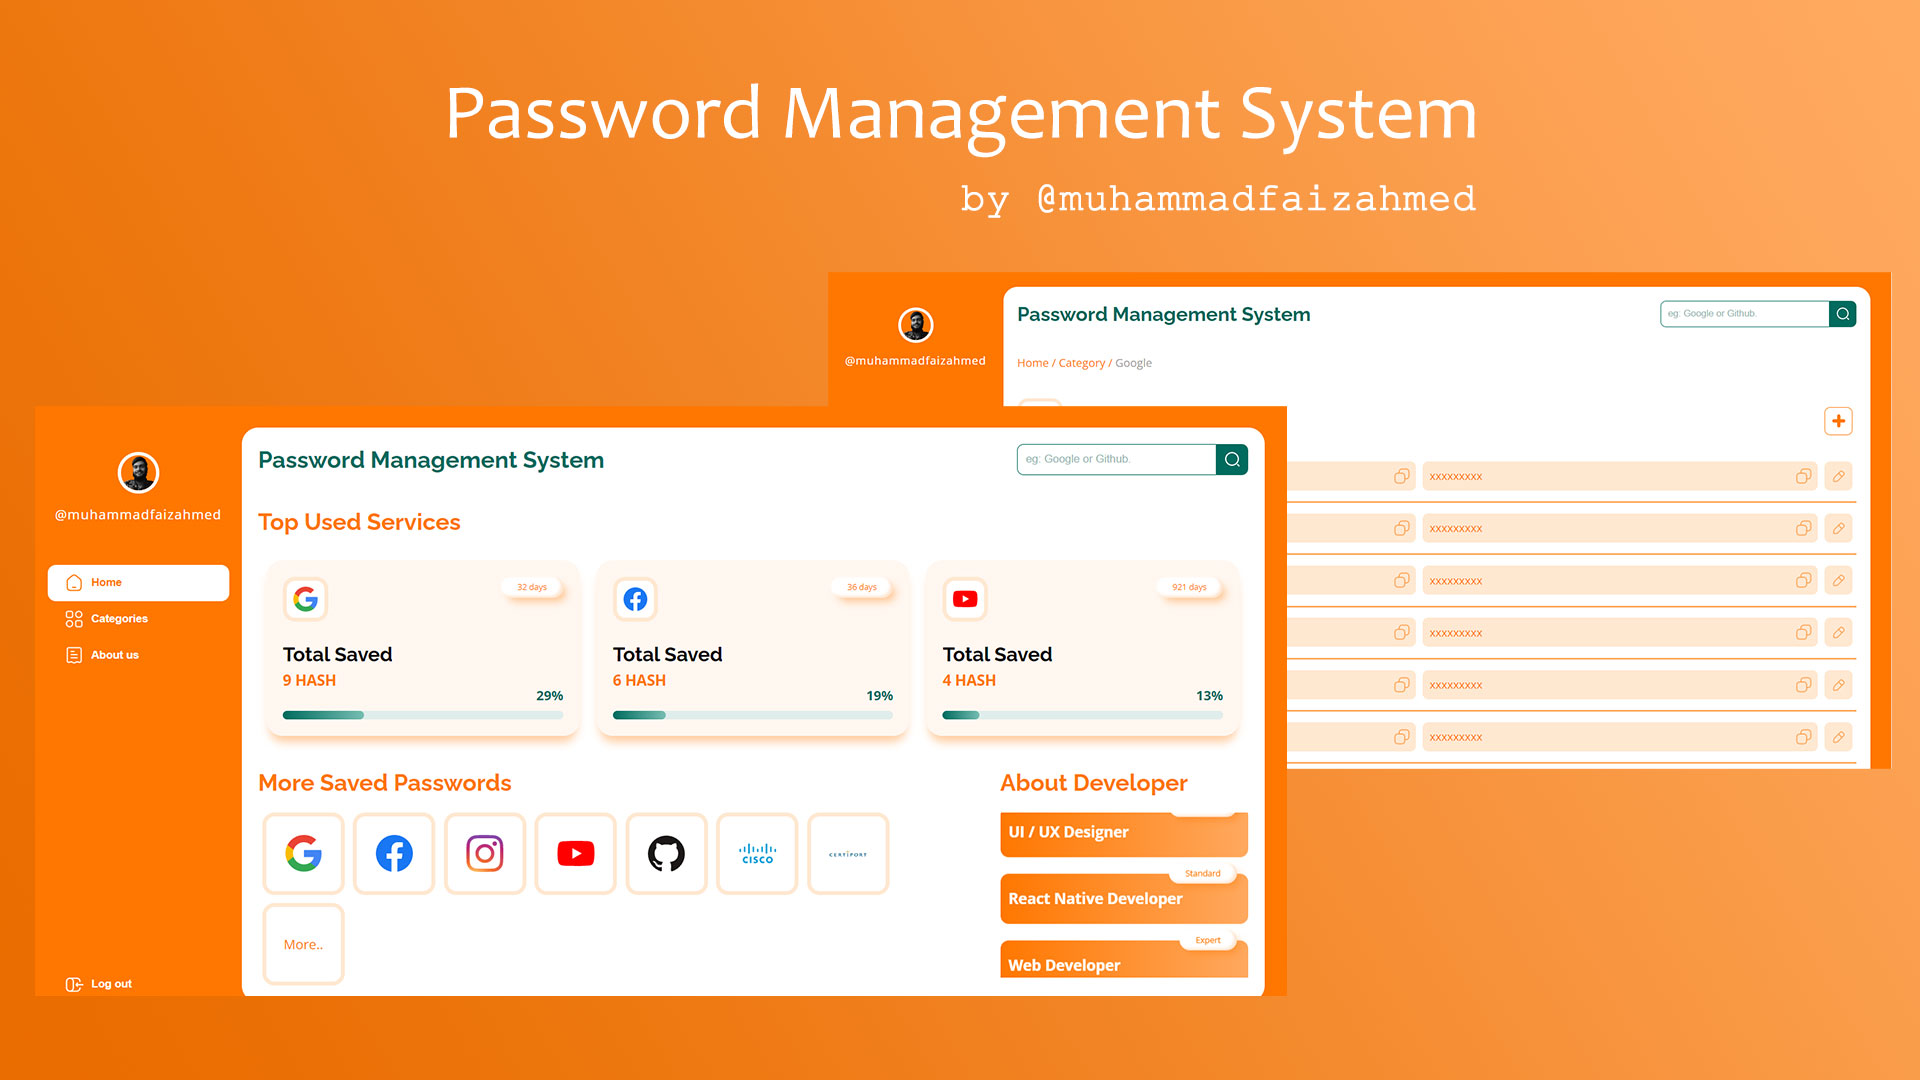 Password Management System
by @muhammadfaizahmed
@muhammadfaizahmed
Password Management System
eg: Google or Github.
Home / Category / Google
xxxxxxxxx
xxxxxxxxx
xxxxxxxxx
xxxxxxxxx
xxxxxxxxx
xxxxxxxxx
@muhammadfaizahmed
Home
Categories
About us
Log out
Password Management System
eg: Google or Github.
Top Used Services
32 days
Total Saved
9 HASH
29%
36 days
Total Saved
6 HASH
19%
921 days
Total Saved
4 HASH
13%
More Saved Passwords
CISCO
CERTIPORT
More..
About Developer
UI / UX Designer
Standard
React Native Developer
Expert
Web Developer